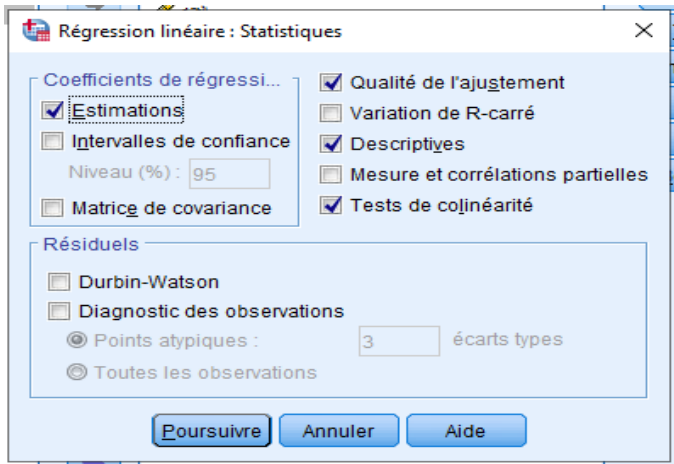 Régression linéaire : Statistiques
Coefficients de régressi...
Estimations
Intervalles de confiance
Niveau (%) : 95
Matrice de covariance
Qualité de l'ajustement
Variation de R-carré
Descriptives
Mesure et corrélations partielles
Tests de colinéarité
Résiduels
Durbin-Watson
Diagnostic des observations
Points atypiques : 3 écarts types
Toutes les observations
Poursuivre Annuler Aide